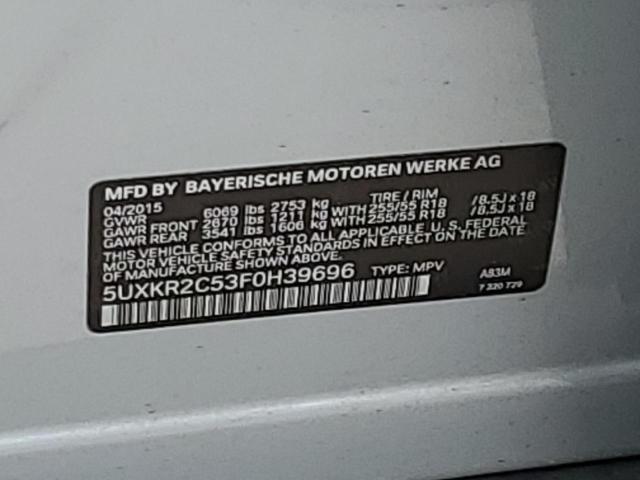 MFD BY BAYERISCHE MOTOREN WERKE AG
04/2015 TIRE / RIM
GVWR 6069 lbs 2753 kg
GAWR FRONT 2670 lbs 1211 kg WITH 255/55 R18 /8.5J x 18
GAWR REAR 3541 lbs 1606 kg WITH 255/55 R18 /8.5J x 18
THIS VEHICLE CONFORMS TO ALL APPLICABLE U.S. FEDERAL
MOTOR VEHICLE SAFETY STANDARDS IN EFFECT ON THE DATE
OF MANUFACTURE SHOWN ABOVE.
5UXKR2C53F0H39696 TYPE: MPV A83M
7 320 729